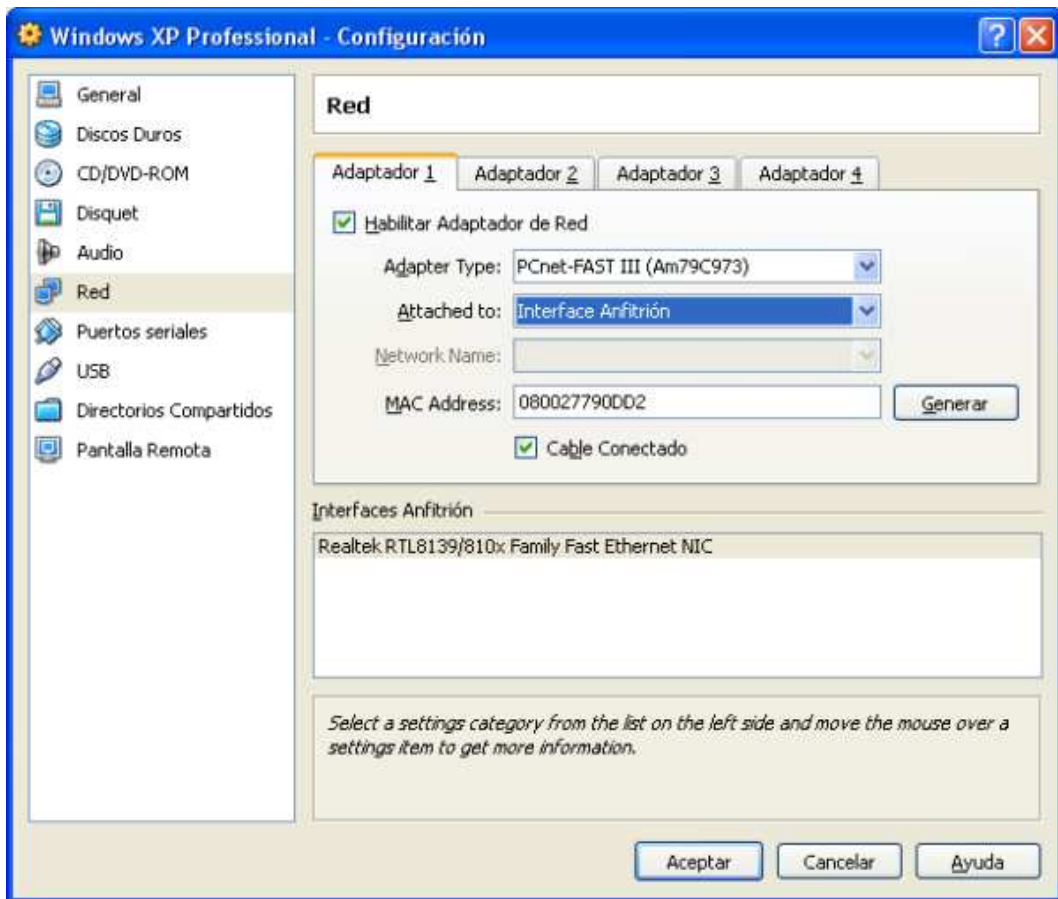 Windows XP Professional - Configuración
General
Discos Duros
CD/DVD-ROM
Disquet
Audio
Red
Puertos seriales
USB
Directorios Compartidos
Pantalla Remota
Red
Adaptador 1 Adaptador 2 Adaptador 3 Adaptador 4
Habilitar Adaptador de Red
Adapter Type: PCnet-FAST III (Am79C973)
Attached to: Interface Anfitrión
Network Name:
MAC Address: 080027790DD2 Generar
Cable Conectado
Interfaces Anfitrión
Realtek RTL8139/810x Family Fast Ethernet NIC
Select a settings category from the list on the left side and move the mouse over a
settings item to get more information.
Aceptar Cancelar Ayuda